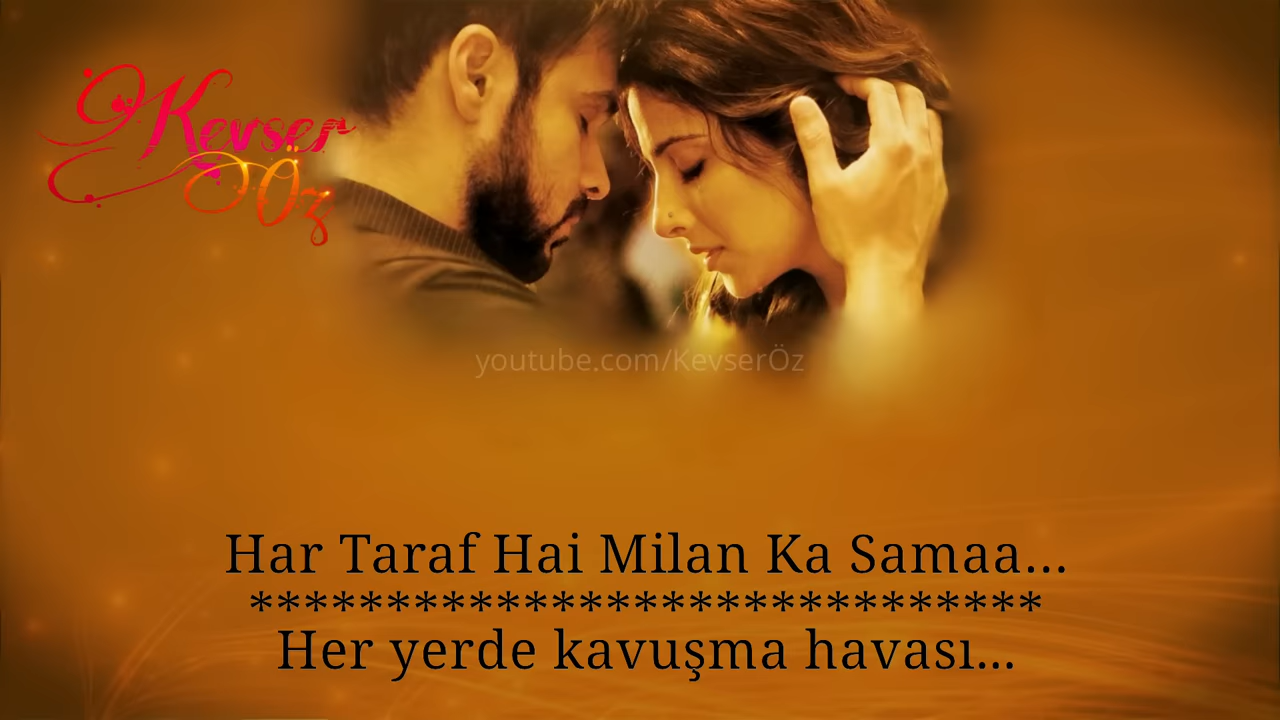 Kevser
Öz
youtube.com/KevserÖz
Har Taraf Hai Milan Ka Samaa...
*****************************
Her yerde kavuşma havası...